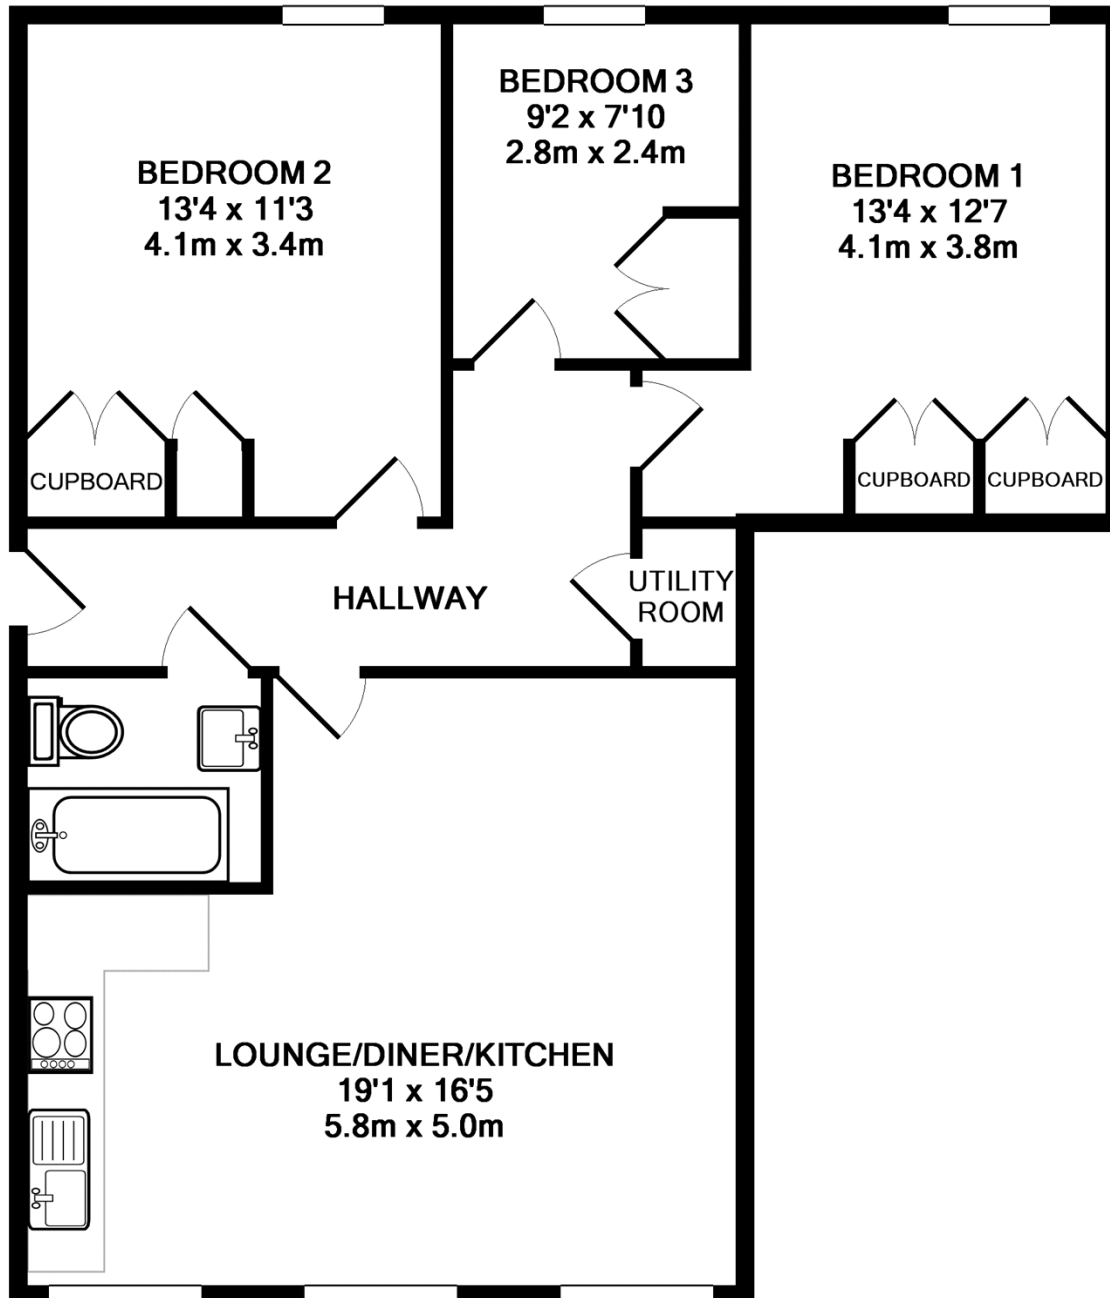 BEDROOM 3
9'2 x 7'10
2.8m x 2.4m
BEDROOM 2
13'4 x 11'3
4.1m x 3.4m
BEDROOM 1
13'4 x 12'7
4.1m x 3.8m
CUPBOARD
CUPBOARD
CUPBOARD
HALLWAY
UTILITY
ROOM
LOUNGE/DINER/KITCHEN
19'1 x 16'5
5.8m x 5.0m